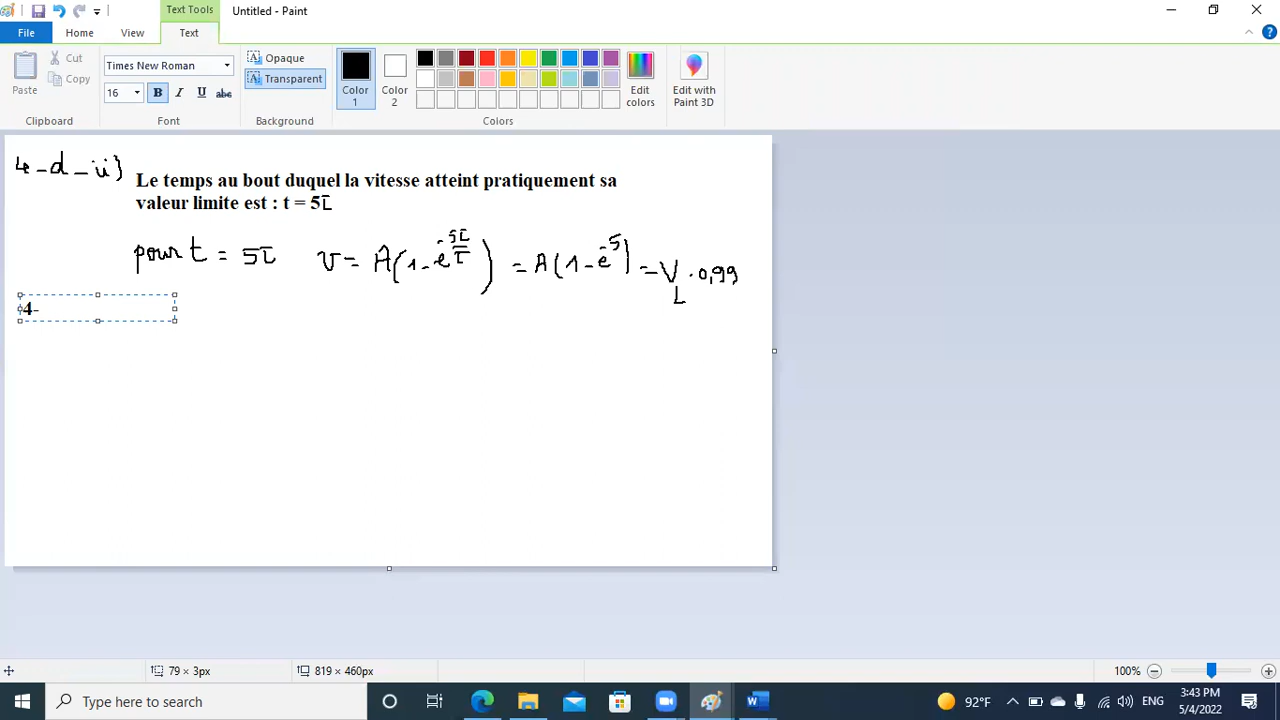 Untitled - Paint
Text Tools
File
Home
View
Text
Paste
Cut
Copy
Clipboard
Times New Roman
16
B I U abc
Font
Opaque
Transparent
Background
Color 1
Color 2
Edit colors
Edit with Paint 3D
Colors
4-d-ii)
Le temps au bout duquel la vitesse atteint pratiquement sa
valeur limite est : t = 5τ
pour t = 5τ v = A(1-e^{-5τ/τ}) = A(1-e^{-5}) = V_L . 0,99
4-
79 × 3px
819 × 460px
100%
Type here to search
92°F
ENG
3:43 PM
5/4/2022